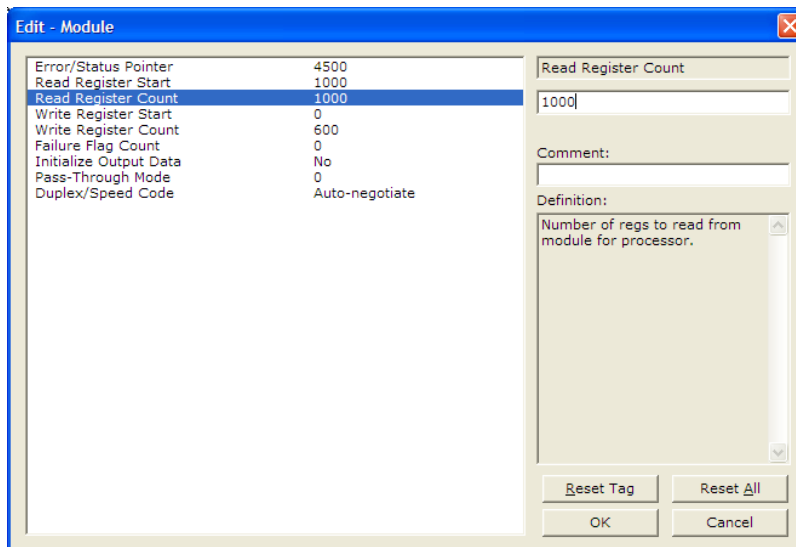 Edit - Module
Error/Status Pointer 4500
Read Register Start 1000
Read Register Count 1000
Write Register Start 0
Write Register Count 600
Failure Flag Count 0
Initialize Output Data No
Pass-Through Mode 0
Duplex/Speed Code Auto-negotiate
Read Register Count
1000
Comment:
Definition:
Number of regs to read from
module for processor.
Reset Tag
Reset All
OK
Cancel